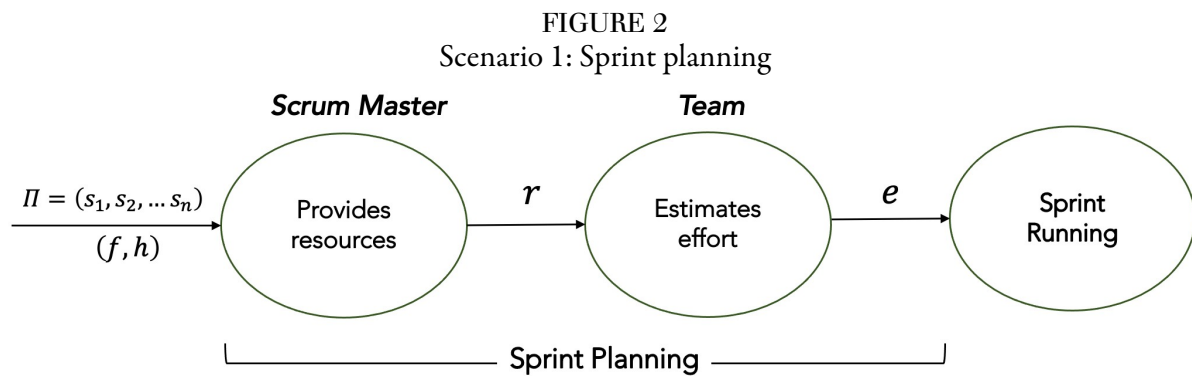 FIGURE 2
Scenario 1: Sprint planning
Scrum Master
Team
Π = (s₁, s₂, … sₙ)
(f, h)
Provides
resources
r
Estimates
effort
e
Sprint
Running
Sprint Planning